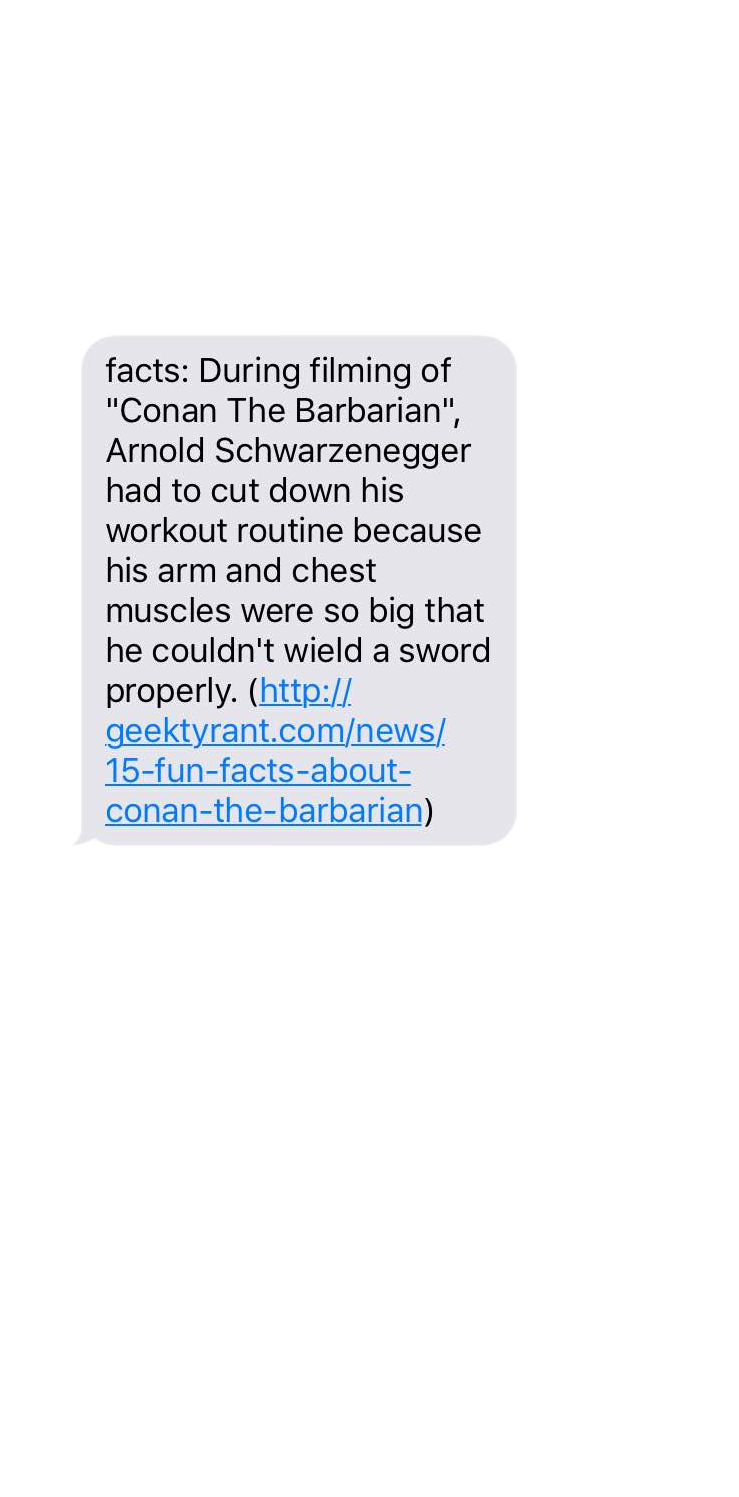 facts: During filming of
"Conan The Barbarian",
Arnold Schwarzenegger
had to cut down his
workout routine because
his arm and chest
muscles were so big that
he couldn't wield a sword
properly. (http://
geektyrant.com/news/
15-fun-facts-about-
conan-the-barbarian)